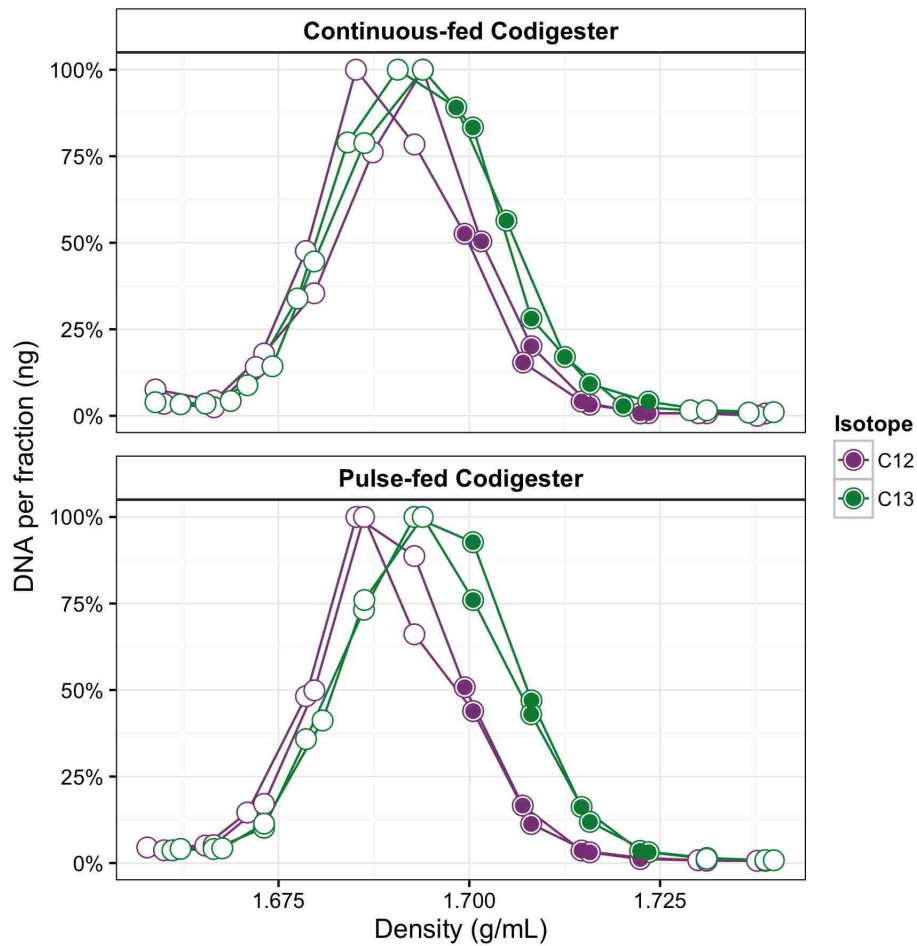 Continuous-fed Codigester
100%
75%
50%
25%
0%
Pulse-fed Codigester
100%
75%
50%
25%
0%
1.675 1.700 1.725
Density (g/mL)
DNA per fraction (ng)
Isotope
C12
C13